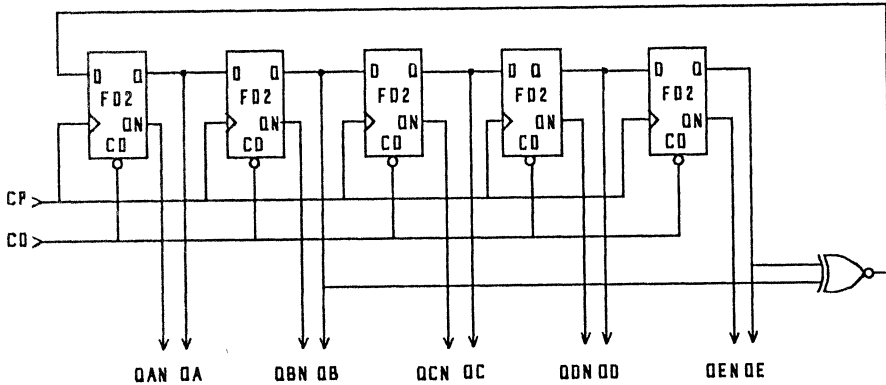 D Q D Q D Q D Q D Q
FD2 FD2 FD2 FD2 FD2
QN QN QN QN QN
CD CD CD CD CD
CP
CD
QAN QA QBN QB QCN QC QDN QD QEN QE